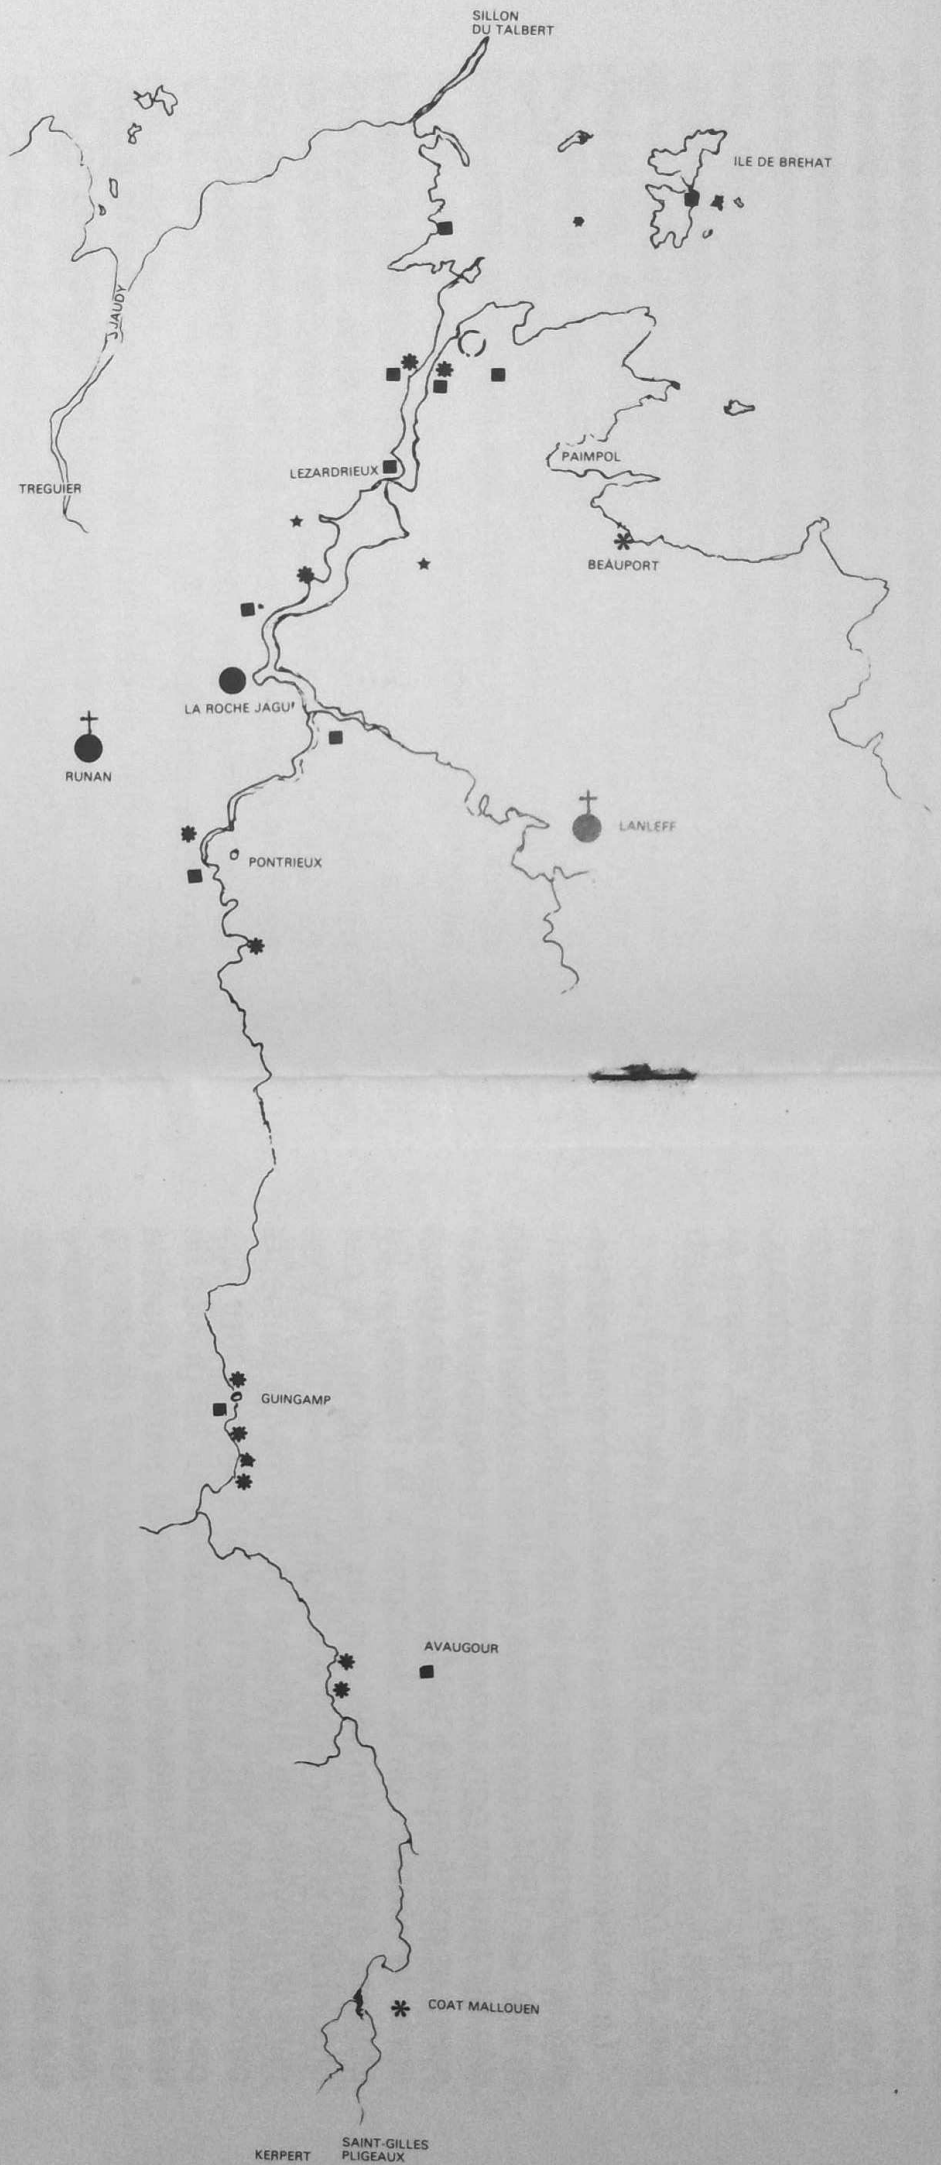 SILLON
DU TALBERT
ILE DE BREHAT
JAUDY
LEZARDRIEUX
PAIMPOL
TREGUIER
BEAUPORT
LA ROCHE JAGU
RUNAN
LANLEFF
PONTRIEUX
GUINGAMP
AVAUGOUR
COAT MALLOUEN
KERPERT
SAINT-GILLES
PLIGEAUX